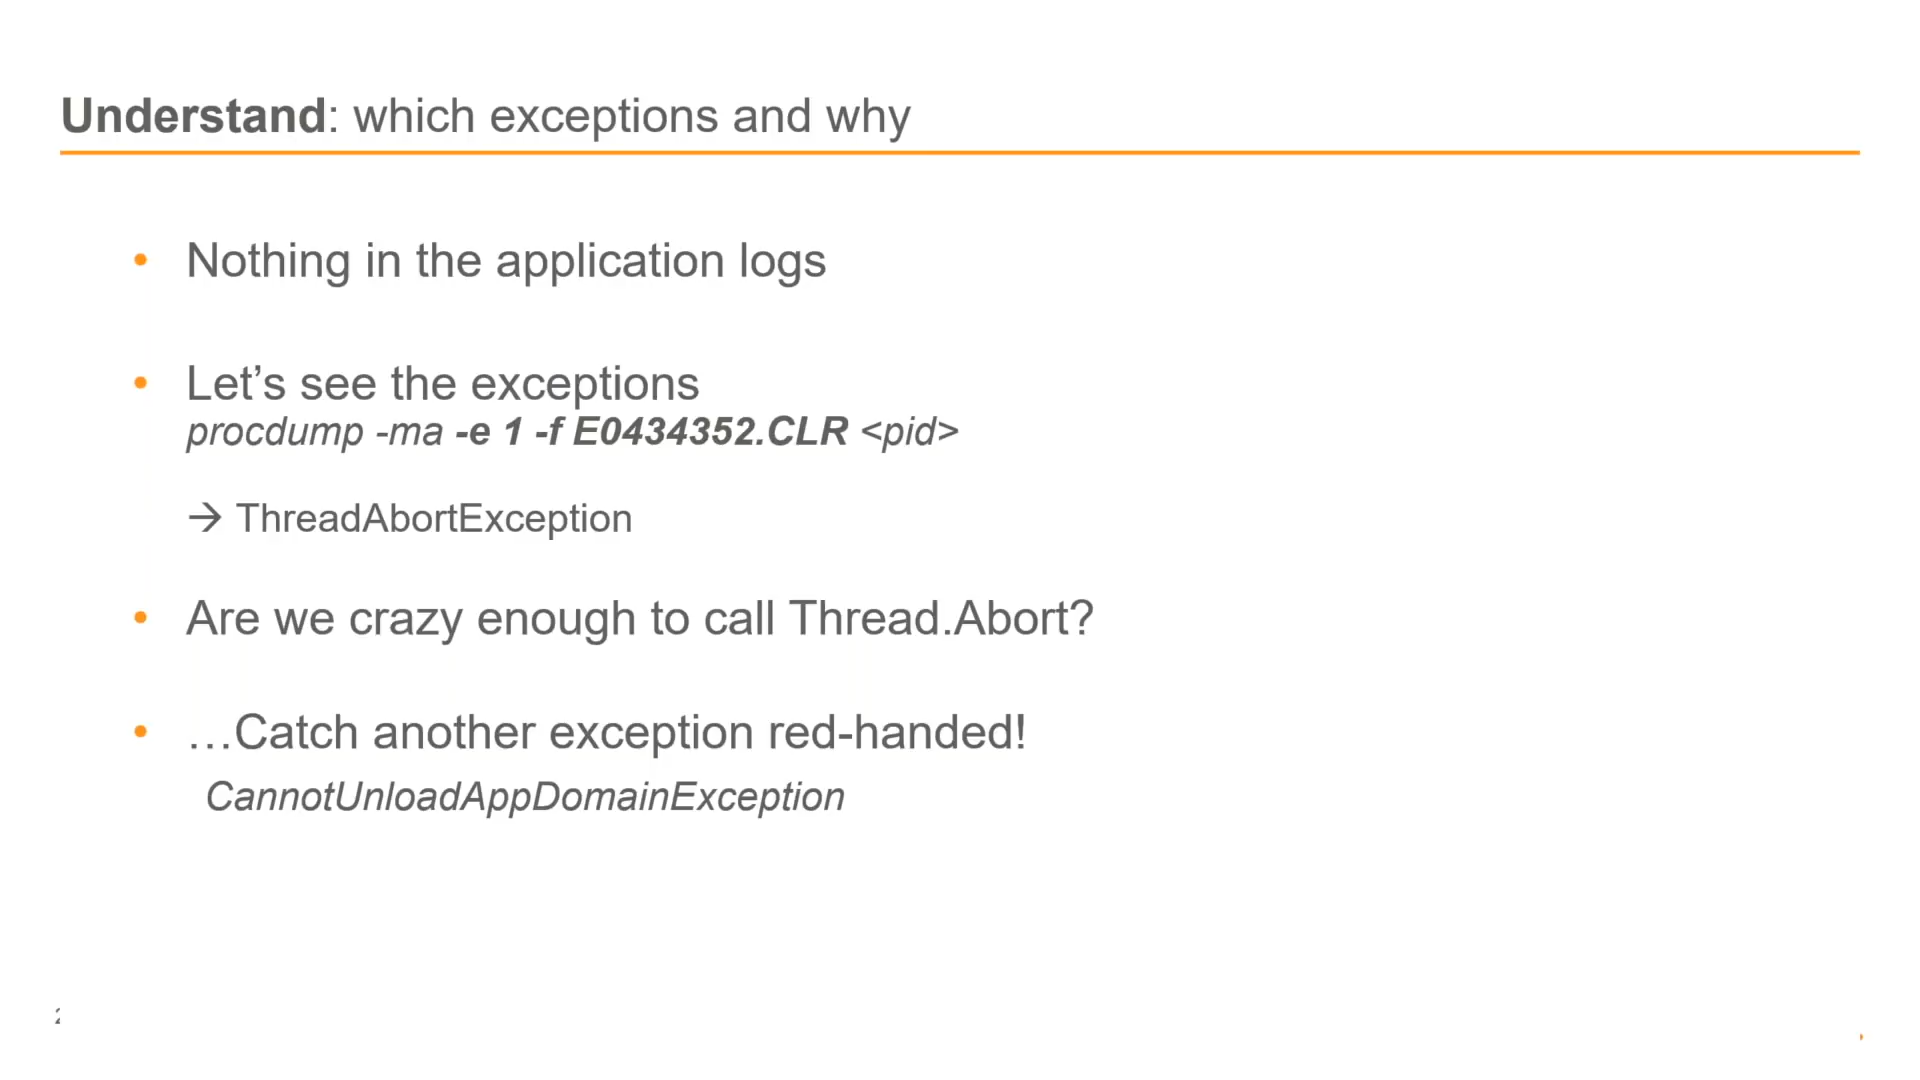 Understand: which exceptions and why
• Nothing in the application logs
• Let’s see the exceptions
procdump -ma -e 1 -f E0434352.CLR <pid>
→ ThreadAbortException
• Are we crazy enough to call Thread.Abort?
• …Catch another exception red-handed!
CannotUnloadAppDomainException